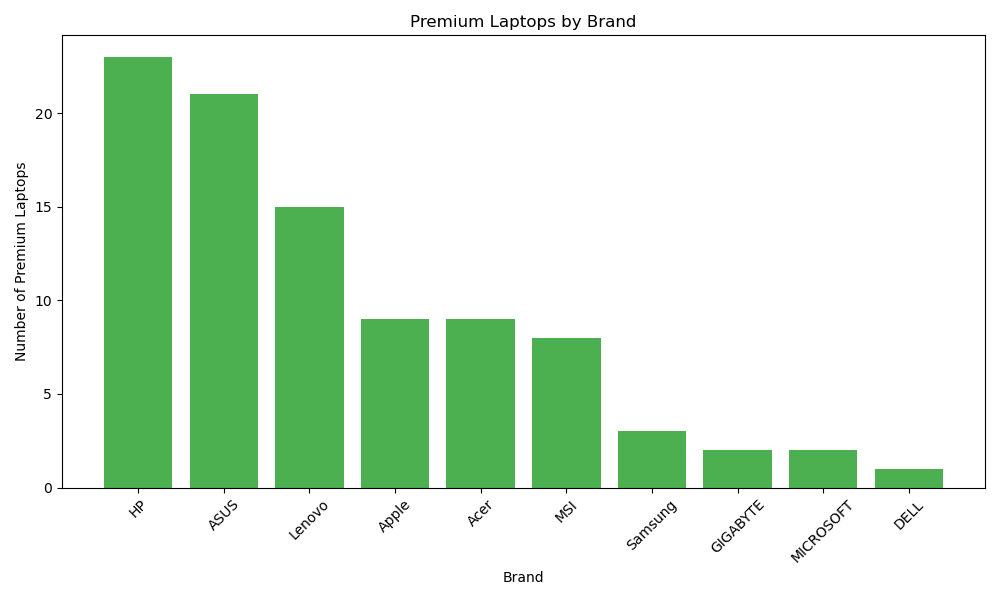 Premium Laptops by Brand
Number of Premium Laptops
20
15
10
5
0
HP
ASUS
Lenovo
Apple
Acer
MSI
Samsung
GIGABYTE
MICROSOFT
DELL
Brand